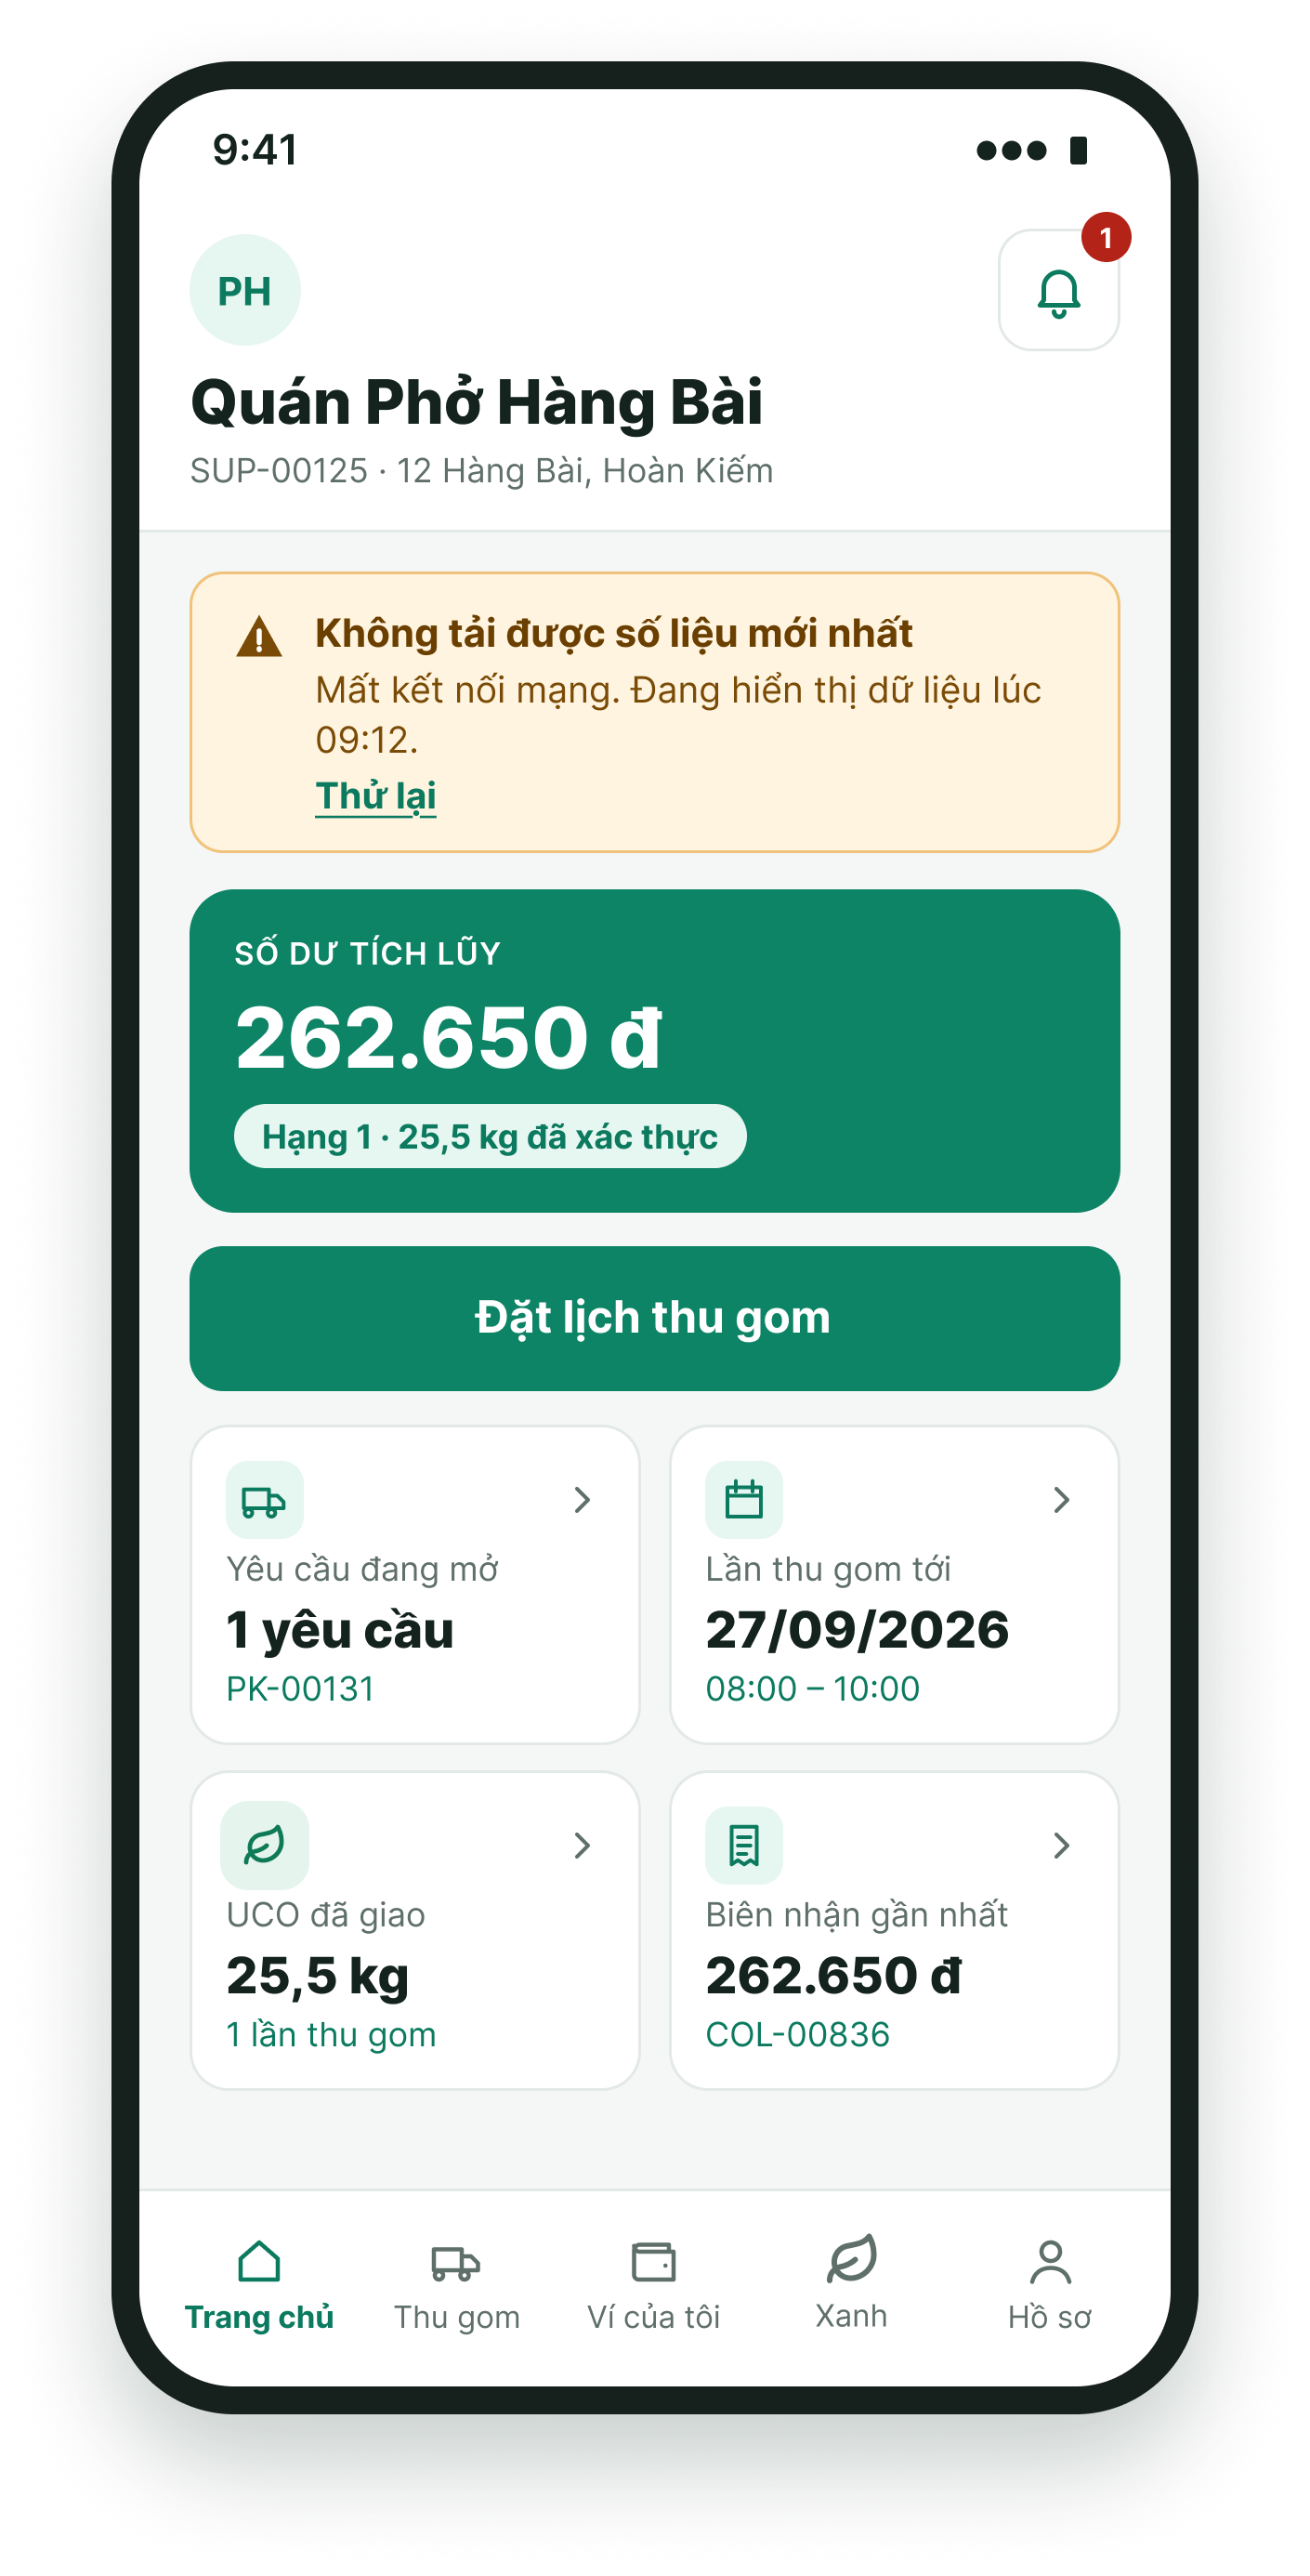 9:41
PH
1
Quán Phở Hàng Bài
SUP-00125 · 12 Hàng Bài, Hoàn Kiếm
Không tải được số liệu mới nhất
Mất kết nối mạng. Đang hiển thị dữ liệu lúc
09:12.
Thử lại
SỐ DƯ TÍCH LŨY
262.650 đ
Hạng 1 · 25,5 kg đã xác thực
Đặt lịch thu gom
Yêu cầu đang mở
1 yêu cầu
PK-00131
Lần thu gom tới
27/09/2026
08:00 – 10:00
UCO đã giao
25,5 kg
1 lần thu gom
Biên nhận gần nhất
262.650 đ
COL-00836
Trang chủ
Thu gom
Ví của tôi
Xanh
Hồ sơ